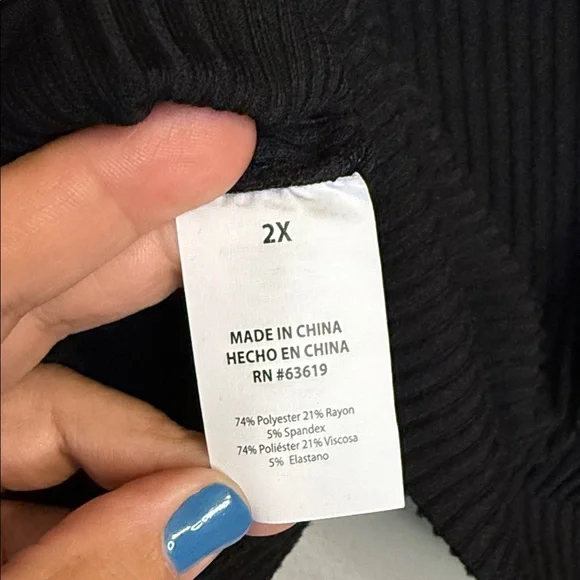 2X
MADE IN CHINA
HECHO EN CHINA
RN #63619
74% Polyester 21% Rayon
5% Spandex
74% Poliéster 21% Viscosa
5% Elastano